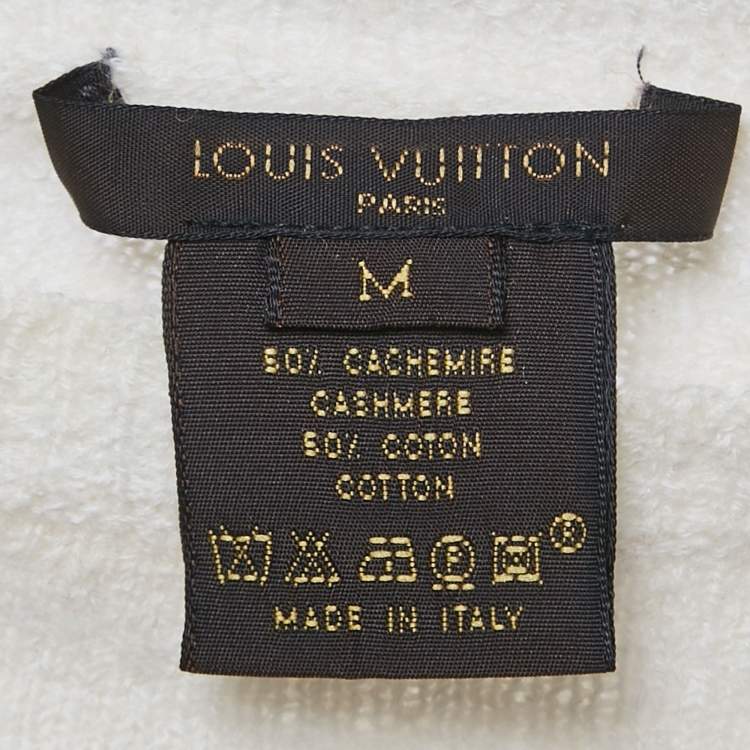 LOUIS VUITTON
PARIS
M
50% CACHEMIRE
CASHMERE
50% COTON
COTTON
P ®
MADE IN ITALY